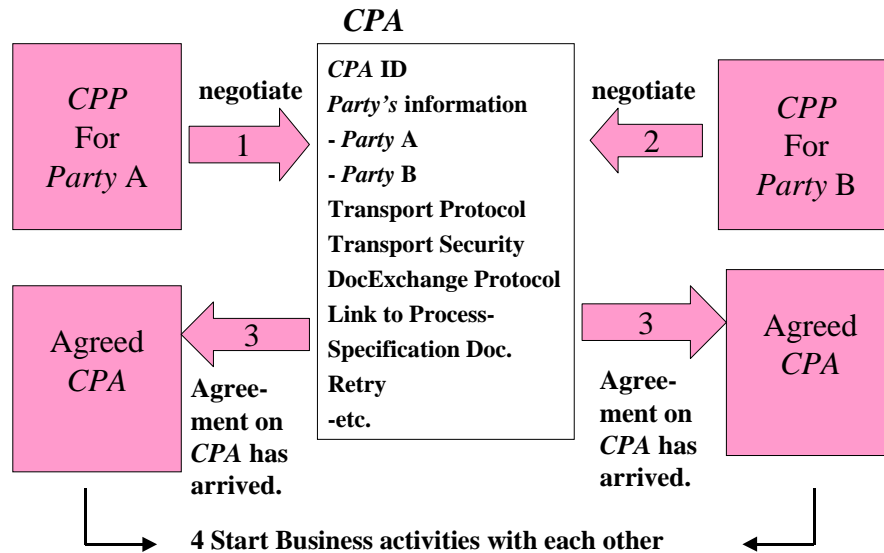 CPA
CPP
For
Party A
negotiate
1
CPA ID
Party's information
- Party A
- Party B
Transport Protocol
Transport Security
DocExchange Protocol
Link to Process-
Specification Doc.
Retry
-etc.
negotiate
2
CPP
For
Party B
Agreed
CPA
3
Agree-
ment on
CPA has
arrived.
3
Agree-
ment on
CPA has
arrived.
Agreed
CPA
4 Start Business activities with each other